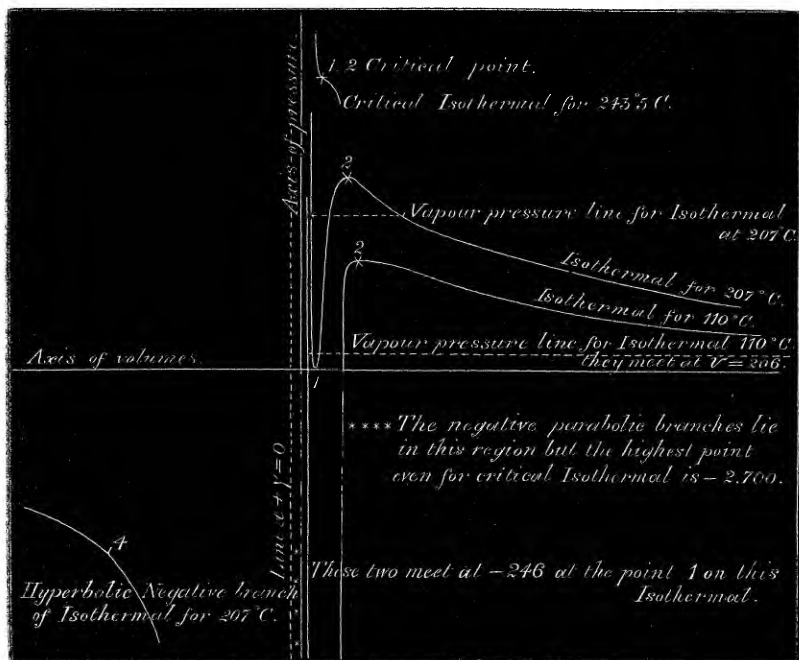 1, 2 Critical point.
Critical Isothermal for 243°5 C.
Axis of pressure
2
Vapour pressure line for Isothermal
at 207°C.
2
Isothermal for 207°C.
Isothermal for 110°C.
Vapour pressure line for Isothermal 110°C.
they meet at V = 206.
Axis of volumes.
1
**** The negative parabolic branches lie
in this region but the highest point
even for critical Isothermal is – 2.700.
Line x + γ = 0
4
Hyperbolic Negative branch
of Isothermal for 207°C.
These two meet at – 246 at the point 1 on this
Isothermal.